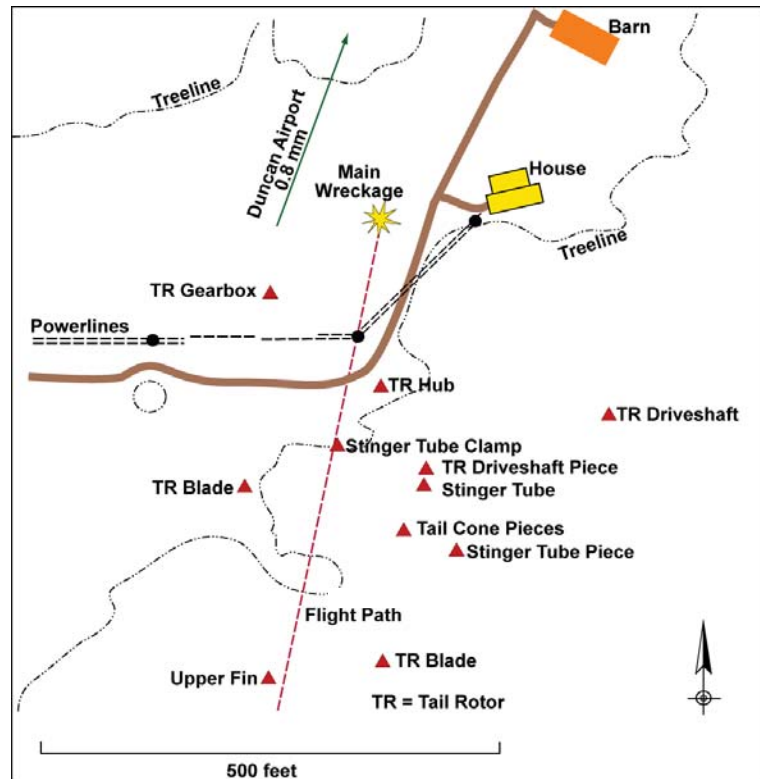 Barn
Treeline
Duncan Airport
0.8 mm
Main
Wreckage
House
Treeline
TR Gearbox
Powerlines
TR Hub
TR Driveshaft
Stinger Tube Clamp
TR Driveshaft Piece
TR Blade
Stinger Tube
Tail Cone Pieces
Stinger Tube Piece
Flight Path
TR Blade
Upper Fin
TR = Tail Rotor
500 feet